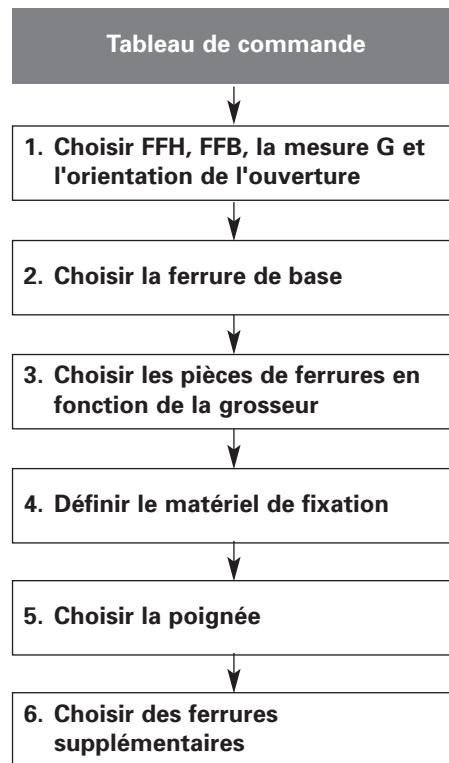 Tableau de commande
1. Choisir FFH, FFB, la mesure G et
l'orientation de l'ouverture
2. Choisir la ferrure de base
3. Choisir les pièces de ferrures en
fonction de la grosseur
4. Définir le matériel de fixation
5. Choisir la poignée
6. Choisir des ferrures
supplémentaires